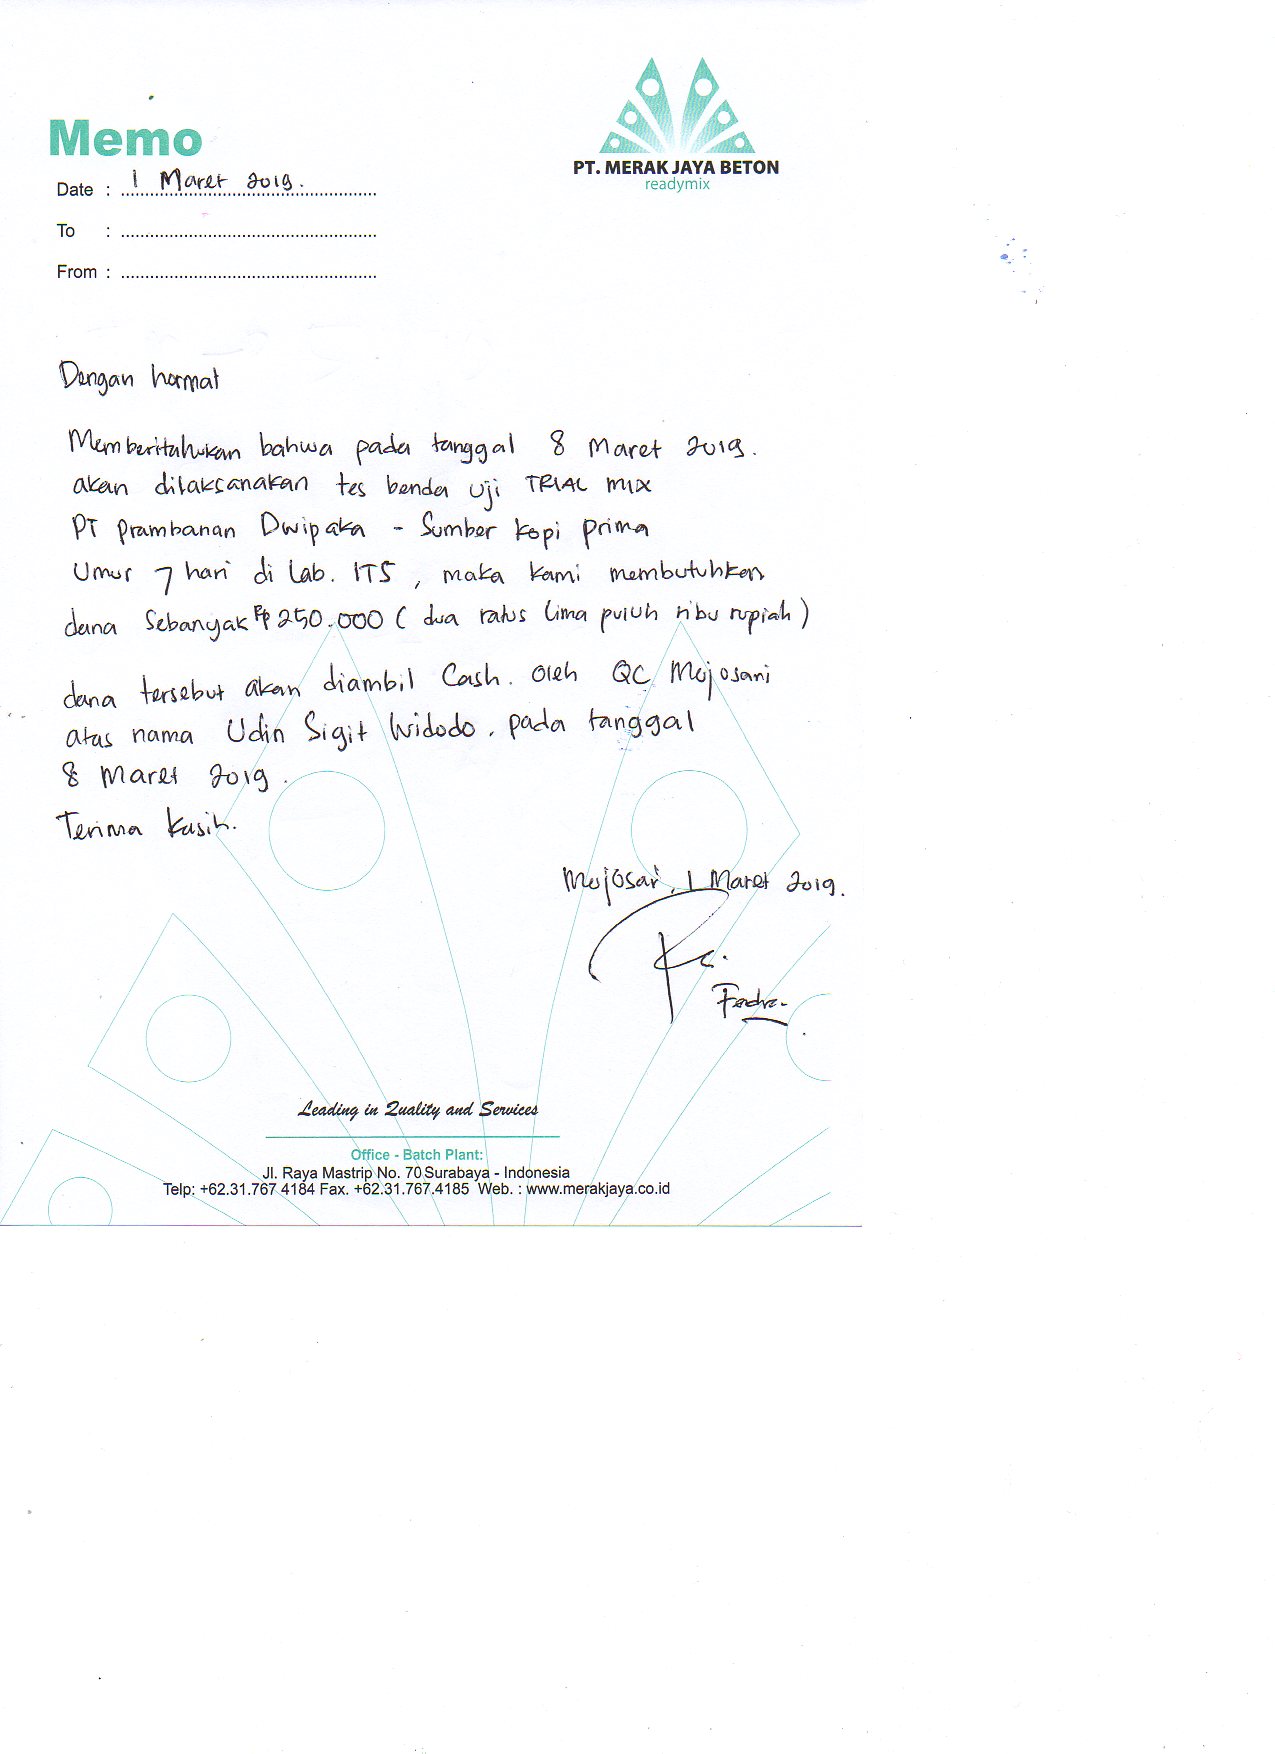 Memo
PT. MERAK JAYA BETON
readymix
Date : 1 Maret 2019.
To :
From :
Dengan hormat
Memberitahukan bahwa pada tanggal 8 Maret 2019.
akan dilaksanakan tes benda uji TRIAL MIX
PT Prambanan Dwipaka - Sumber kopi prima
Umur 7 hari di Lab. ITS , maka kami membutuhkan
dana Sebanyak Rp 250.000 ( dua ratus lima puluh ribu rupiah )
dana tersebut akan diambil Cash. oleh QC Mojosari
atas nama Udin Sigit Widodo. pada tanggal
8 Maret 2019.
Terima Kasih.
Mojosari, 1 Maret 2019.
Leading in Quality and Services
Office - Batch Plant:
Jl. Raya Mastrip No. 70 Surabaya - Indonesia
Telp: +62.31.767 4184 Fax. +62.31.767.4185 Web. : www.merakjaya.co.id